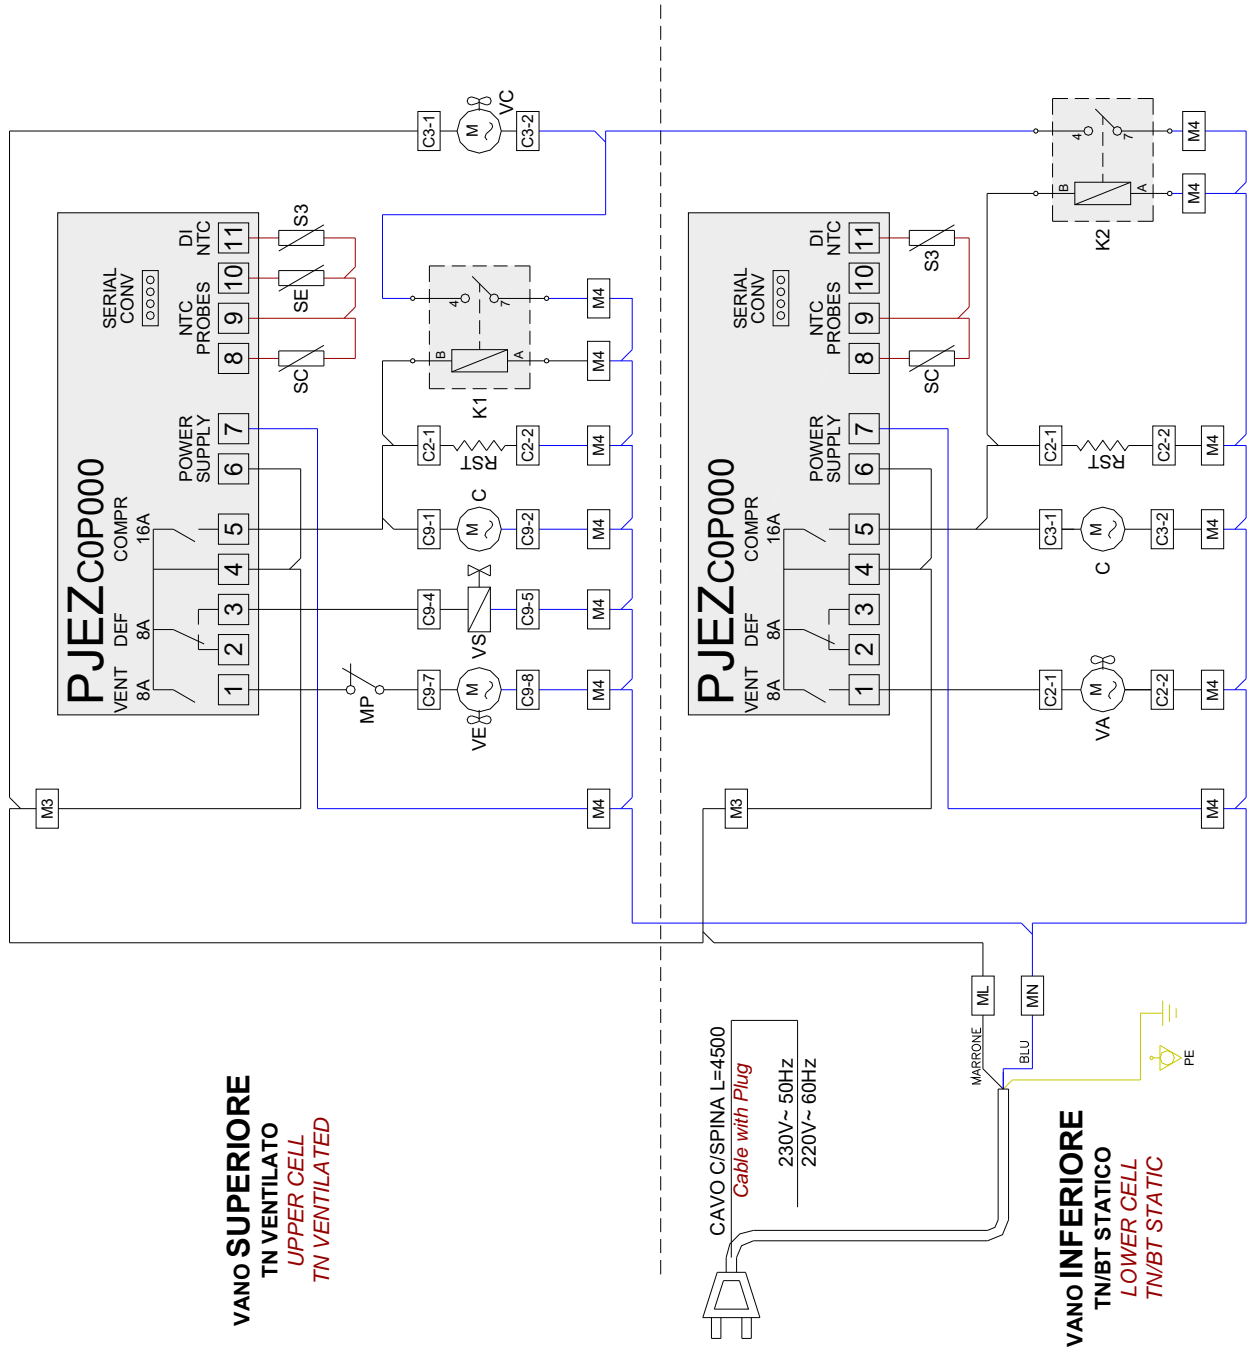 VANO SUPERIORE
TN VENTILATO
UPPER CELL
TN VENTILATED
M3
PJEZC0P000
VENT
8A
DEF
8A
COMPR
16A
POWER
SUPPLY
NTC
PROBES
DI
NTC
SERIAL
CONV
1
2
3
4
5
6
7
8
9
10
11
SC
SE
S3
MP
C9-7
M
VE
C9-8
M4
C9-4
VS
C9-5
M4
C9-1
M
C
C9-2
M4
C2-1
RST
C2-2
M4
K1
B
A
4
7
M4
M4
C3-1
M
VC
C3-2
M4
VANO INFERIORE
TN/BT STATICO
LOWER CELL
TN/BT STATIC
CAVO C/SPINA L=4500
Cable with Plug
230V~ 50Hz
220V~ 60Hz
MARRONE
BLU
ML
MN
PE
M3
PJEZC0P000
VENT
8A
DEF
8A
COMPR
16A
POWER
SUPPLY
NTC
PROBES
DI
NTC
SERIAL
CONV
1
2
3
4
5
6
7
8
9
10
11
SC
S3
C2-1
M
VA
C2-2
M4
C3-1
M
C
C3-2
M4
C2-1
RST
C2-2
M4
K2
B
A
4
7
M4
M4
M4